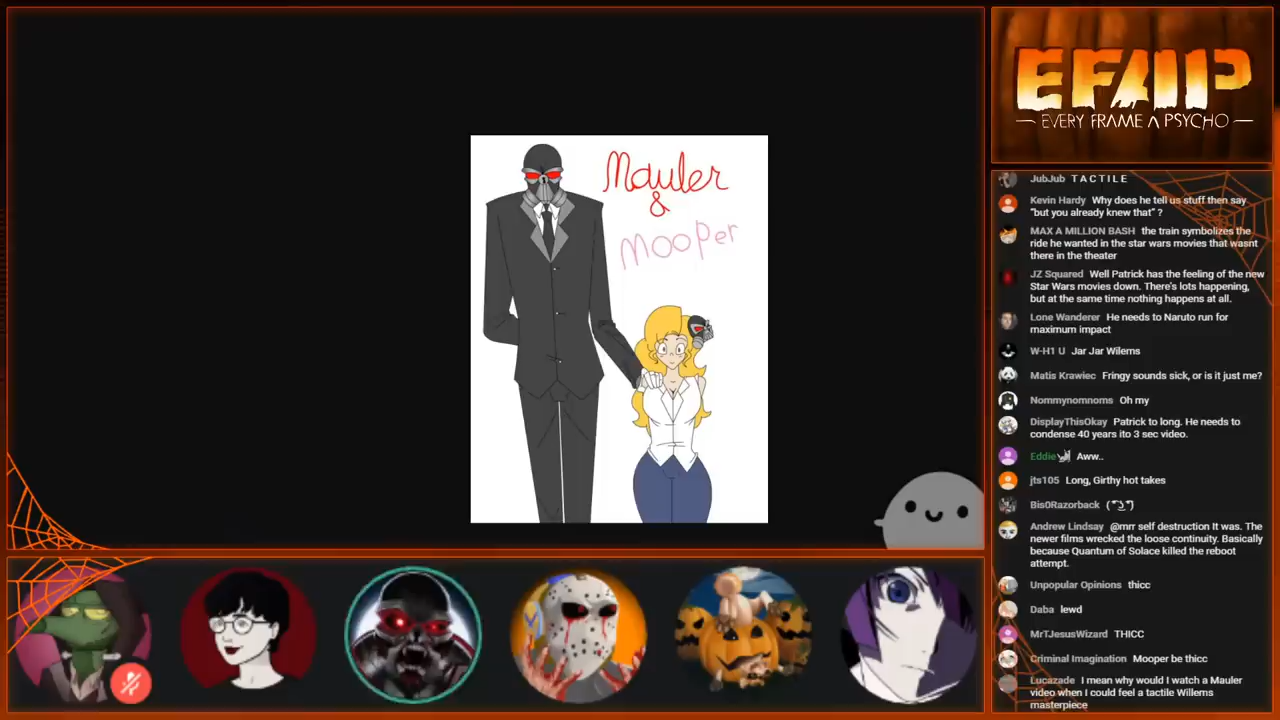 Mauler
&
Mooper
EFAP
EVERY FRAME A PSYCHO
JubJub T A C T I L E
Kevin Hardy Why does he tell us stuff then say
"but you already knew that" ?
MAX A MILLION BASH the train symbolizes the
ride he wanted in the star wars movies that wasnt
there in the theater
JZ Squared Well Patrick has the feeling of the new
Star Wars movies down. There's lots happening,
but at the same time nothing happens at all.
Lone Wanderer He needs to Naruto run for
maximum impact
W-H1 U Jar Jar Wilems
Matis Krawiec Fringy sounds sick, or is it just me?
Nommynomnoms Oh my
DisplayThisOkay Patrick to long. He needs to
condense 40 years ito 3 sec video.
Eddie Aww..
jts105 Long, Girthy hot takes
Bis0Razorback ( ͡° ͜ʖ ͡°)
Andrew Lindsay @mrr self destruction It was. The
newer films wrecked the loose continuity. Basically
because Quantum of Solace killed the reboot
attempt.
Unpopular Opinions thicc
Daba lewd
MrTJesusWizard THICC
Criminal Imagination Mooper be thicc
Lucazade I mean why would I watch a Mauler
video when I could feel a tactile Willems
masterpiece